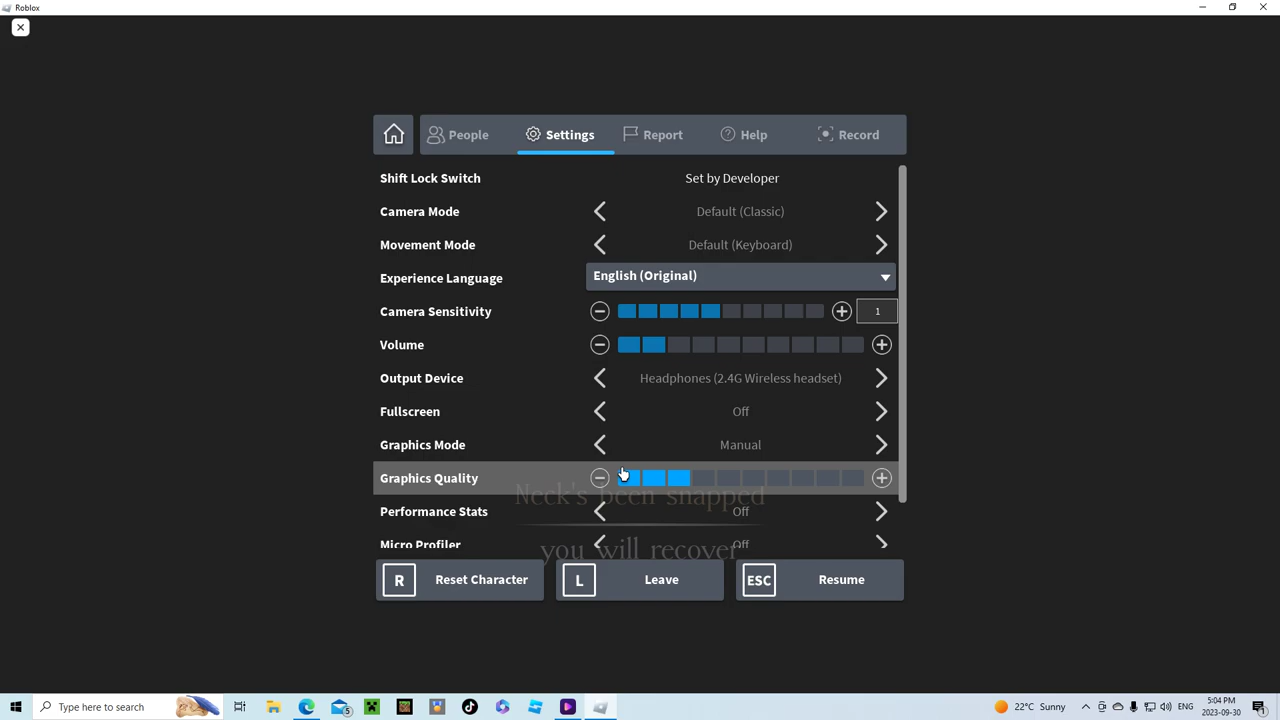 Roblox
People
Settings
Report
Help
Record
Shift Lock Switch
Set by Developer
Camera Mode
Default (Classic)
Movement Mode
Default (Keyboard)
Experience Language
English (Original)
Camera Sensitivity
1
Volume
Output Device
Headphones (2.4G Wireless headset)
Fullscreen
Off
Graphics Mode
Manual
Graphics Quality
Neck's been snapped
Performance Stats
Off
Micro Profiler
Off
you will recover
R
Reset Character
L
Leave
ESC
Resume
Type here to search
5
22°C Sunny
ENG
5:04 PM
2023-09-30
1